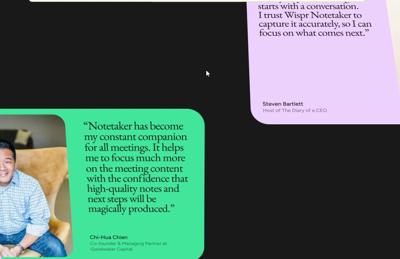 starts with a conversation.
I trust Wispr Notetaker to
capture it accurately, so I can
focus on what comes next.”
Steven Bartlett
Host of The Diary of a CEO
“Notetaker has become
my constant companion
for all meetings. It helps
me to focus much more
on the meeting content
with the confidence that
high-quality notes and
next steps will be
magically produced.”
Chi-Hua Chien
Co-founder & Managing Partner at
Goodwater Capital